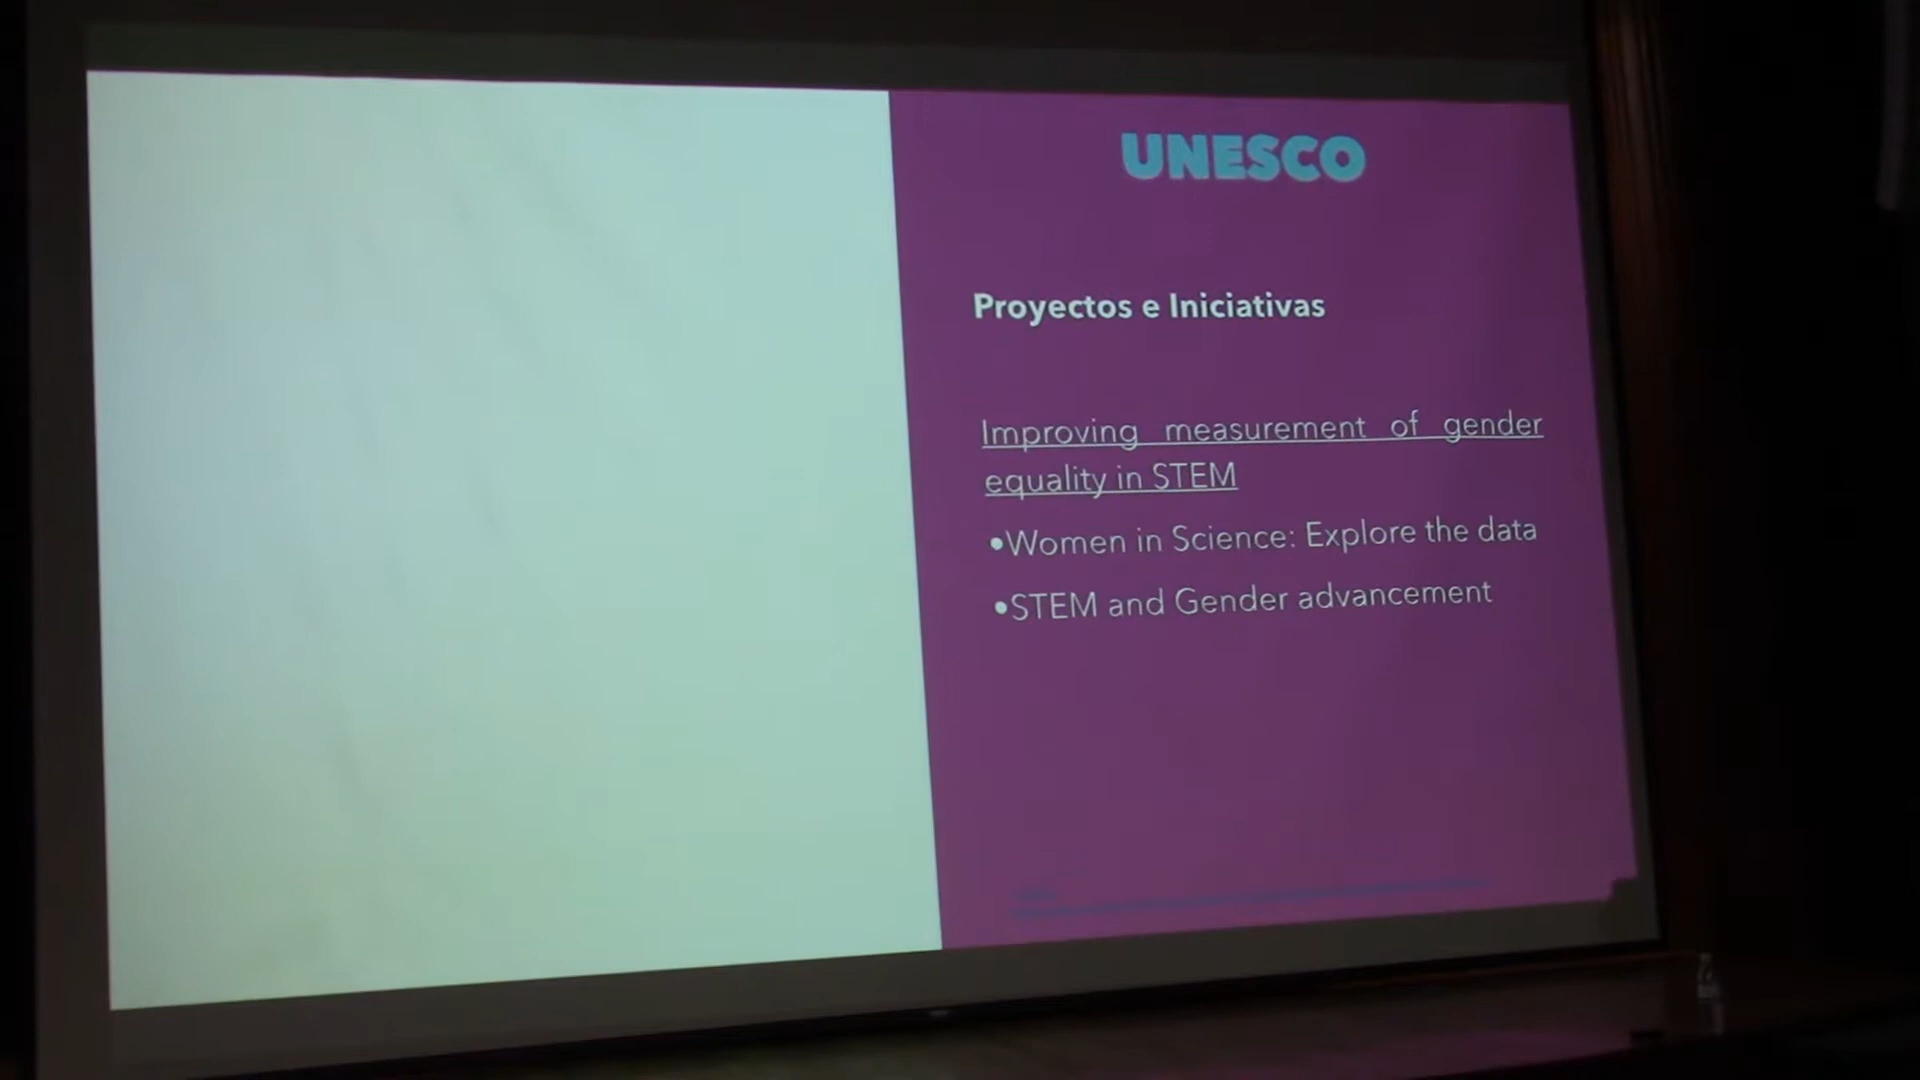 UNESCO
Proyectos e Iniciativas
Improving measurement of gender
equality in STEM
•Women in Science: Explore the data
•STEM and Gender advancement